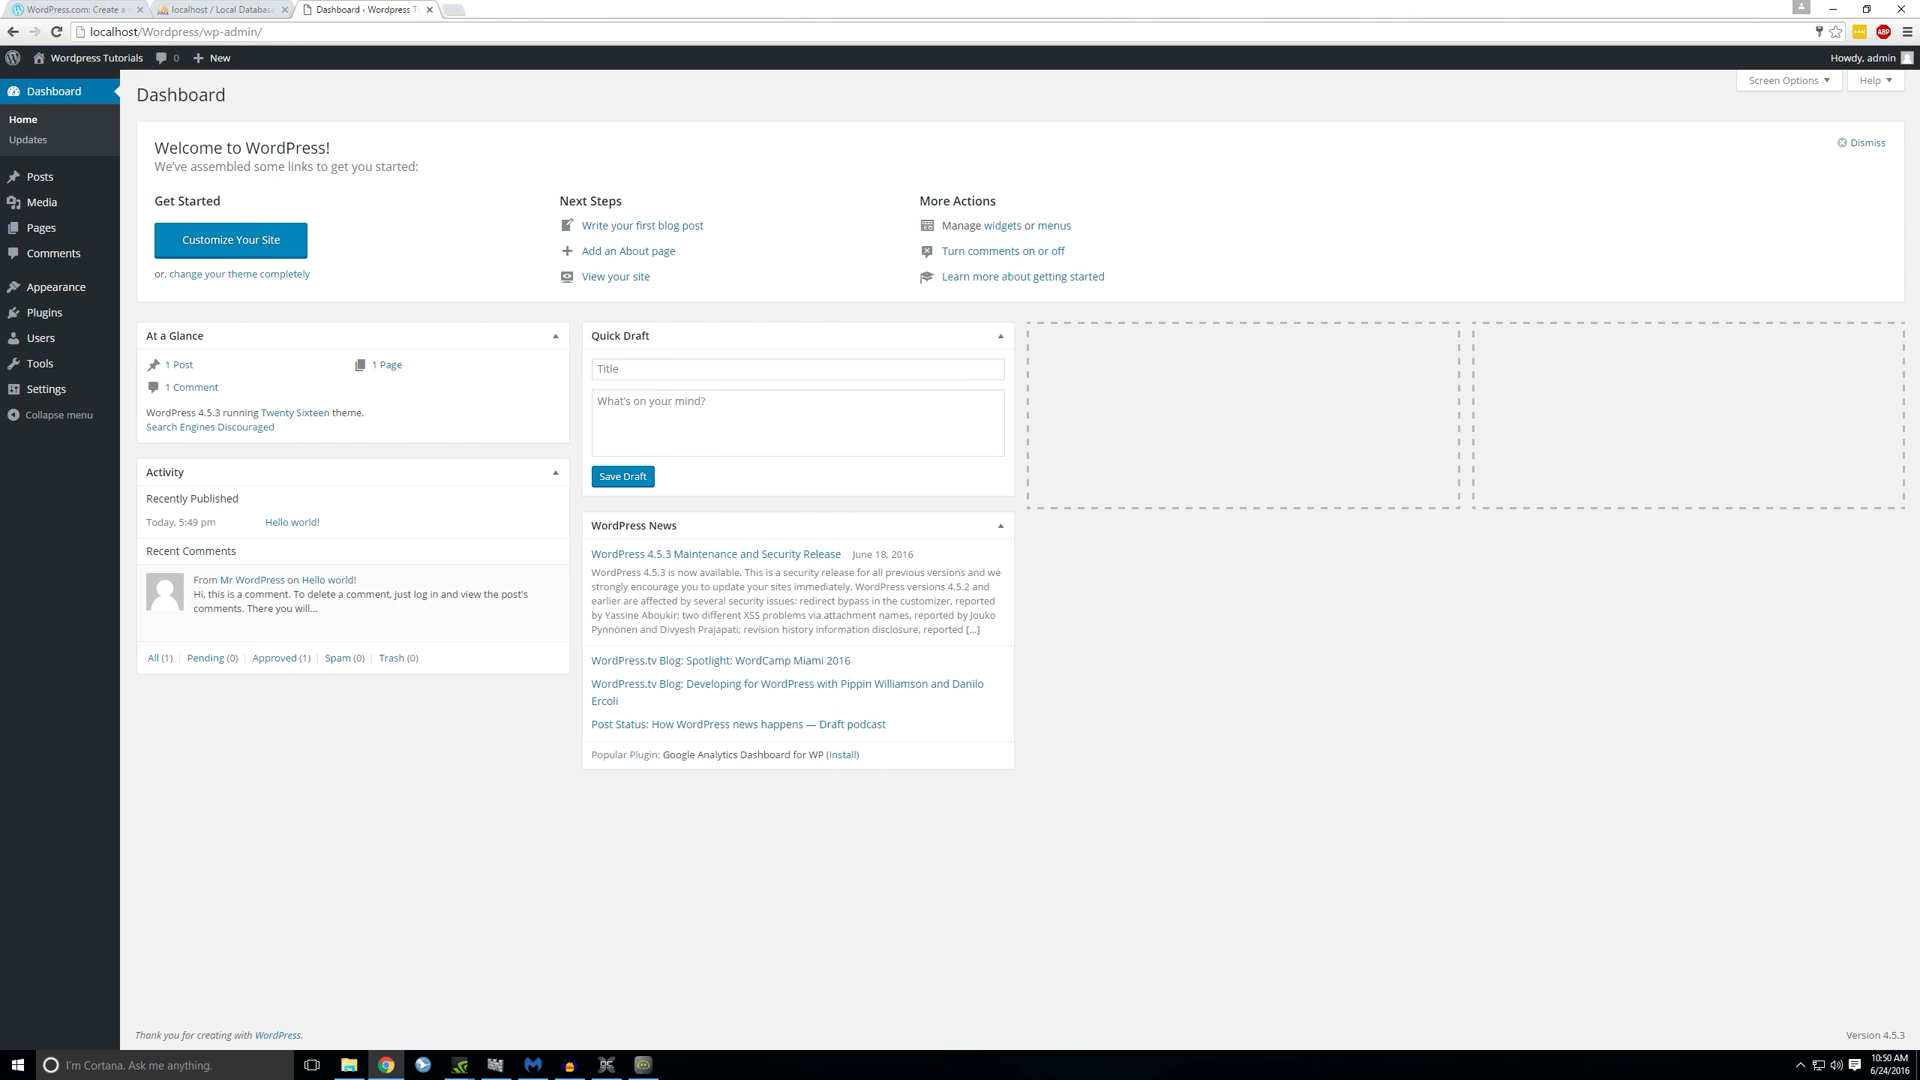 WordPress.com: Create a
localhost / Local Database
Dashboard ‹ Wordpress T
localhost/Wordpress/wp-admin/
ABP
Wordpress Tutorials
0
New
Howdy, admin
Dashboard
Home
Updates
Posts
Media
Pages
Comments
Appearance
Plugins
Users
Tools
Settings
Collapse menu
Dashboard
Screen Options
Help
Welcome to WordPress!
We've assembled some links to get you started:
Dismiss
Get Started
Customize Your Site
or, change your theme completely
Next Steps
Write your first blog post
Add an About page
View your site
More Actions
Manage widgets or menus
Turn comments on or off
Learn more about getting started
At a Glance
1 Post
1 Page
1 Comment
WordPress 4.5.3 running Twenty Sixteen theme.
Search Engines Discouraged
Activity
Recently Published
Today, 5:49 pm Hello world!
Recent Comments
From Mr WordPress on Hello world!
Hi, this is a comment. To delete a comment, just log in and view the post's
comments. There you will...
All (1) | Pending (0) | Approved (1) | Spam (0) | Trash (0)
Quick Draft
Title
What's on your mind?
Save Draft
WordPress News
WordPress 4.5.3 Maintenance and Security Release June 18, 2016
WordPress 4.5.3 is now available. This is a security release for all previous versions and we
strongly encourage you to update your sites immediately. WordPress versions 4.5.2 and
earlier are affected by several security issues: redirect bypass in the customizer, reported
by Yassine Aboukir; two different XSS problems via attachment names, reported by Jouko
Pynnönen and Divyesh Prajapati; revision history information disclosure, reported [...]
WordPress.tv Blog: Spotlight: WordCamp Miami 2016
WordPress.tv Blog: Developing for WordPress with Pippin Williamson and Danilo
Ercoli
Post Status: How WordPress news happens — Draft podcast
Popular Plugin: Google Analytics Dashboard for WP (Install)
Thank you for creating with WordPress.
Version 4.5.3
I'm Cortana. Ask me anything.
10:50 AM
6/24/2016